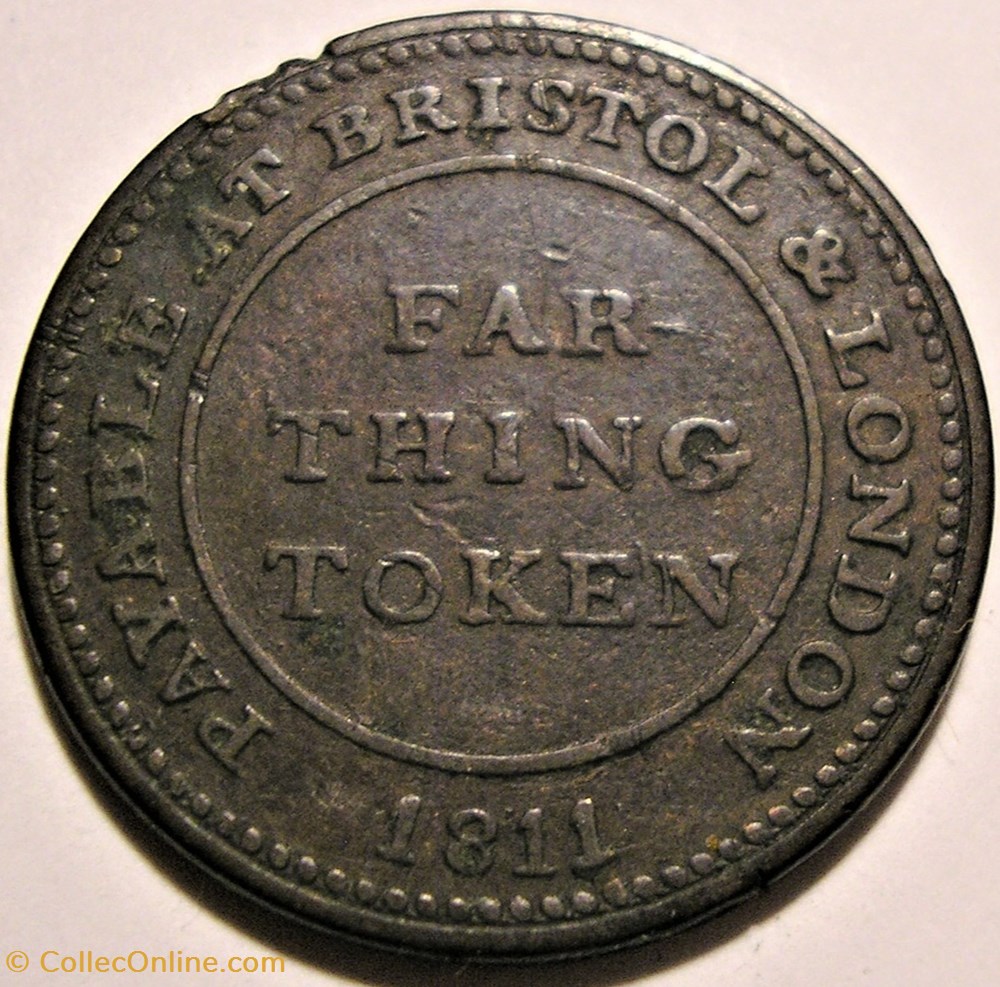 PAYABLE AT BRISTOL & LONDON
FAR-
THING
TOKEN
1811
© CollecOnline.com